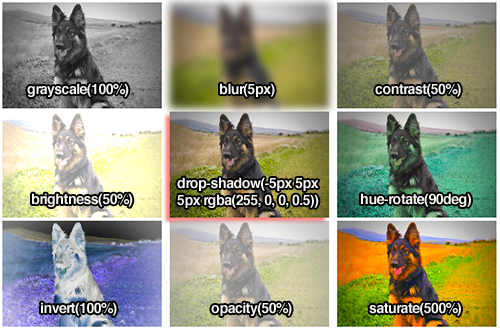 grayscale(100%)
blur(5px)
contrast(50%)
brightness(50%)
drop-shadow(-5px 5px
5px rgba(255, 0, 0, 0.5))
hue-rotate(90deg)
invert(100%)
opacity(50%)
saturate(500%)